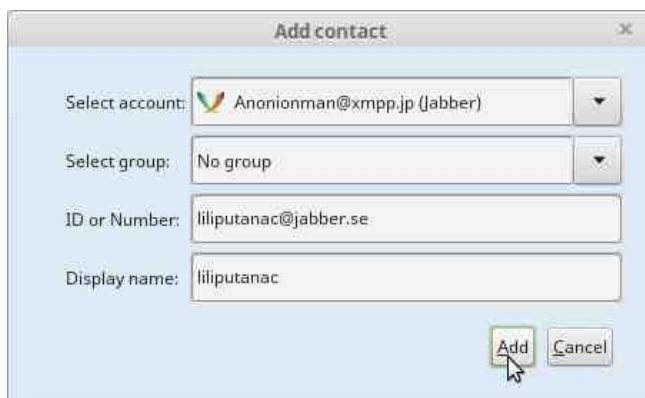 Add contact
Select account: Anonionman@xmpp.jp (Jabber)
Select group: No group
ID or Number: liliputanac@jabber.se
Display name: liliputanac
Add Cancel